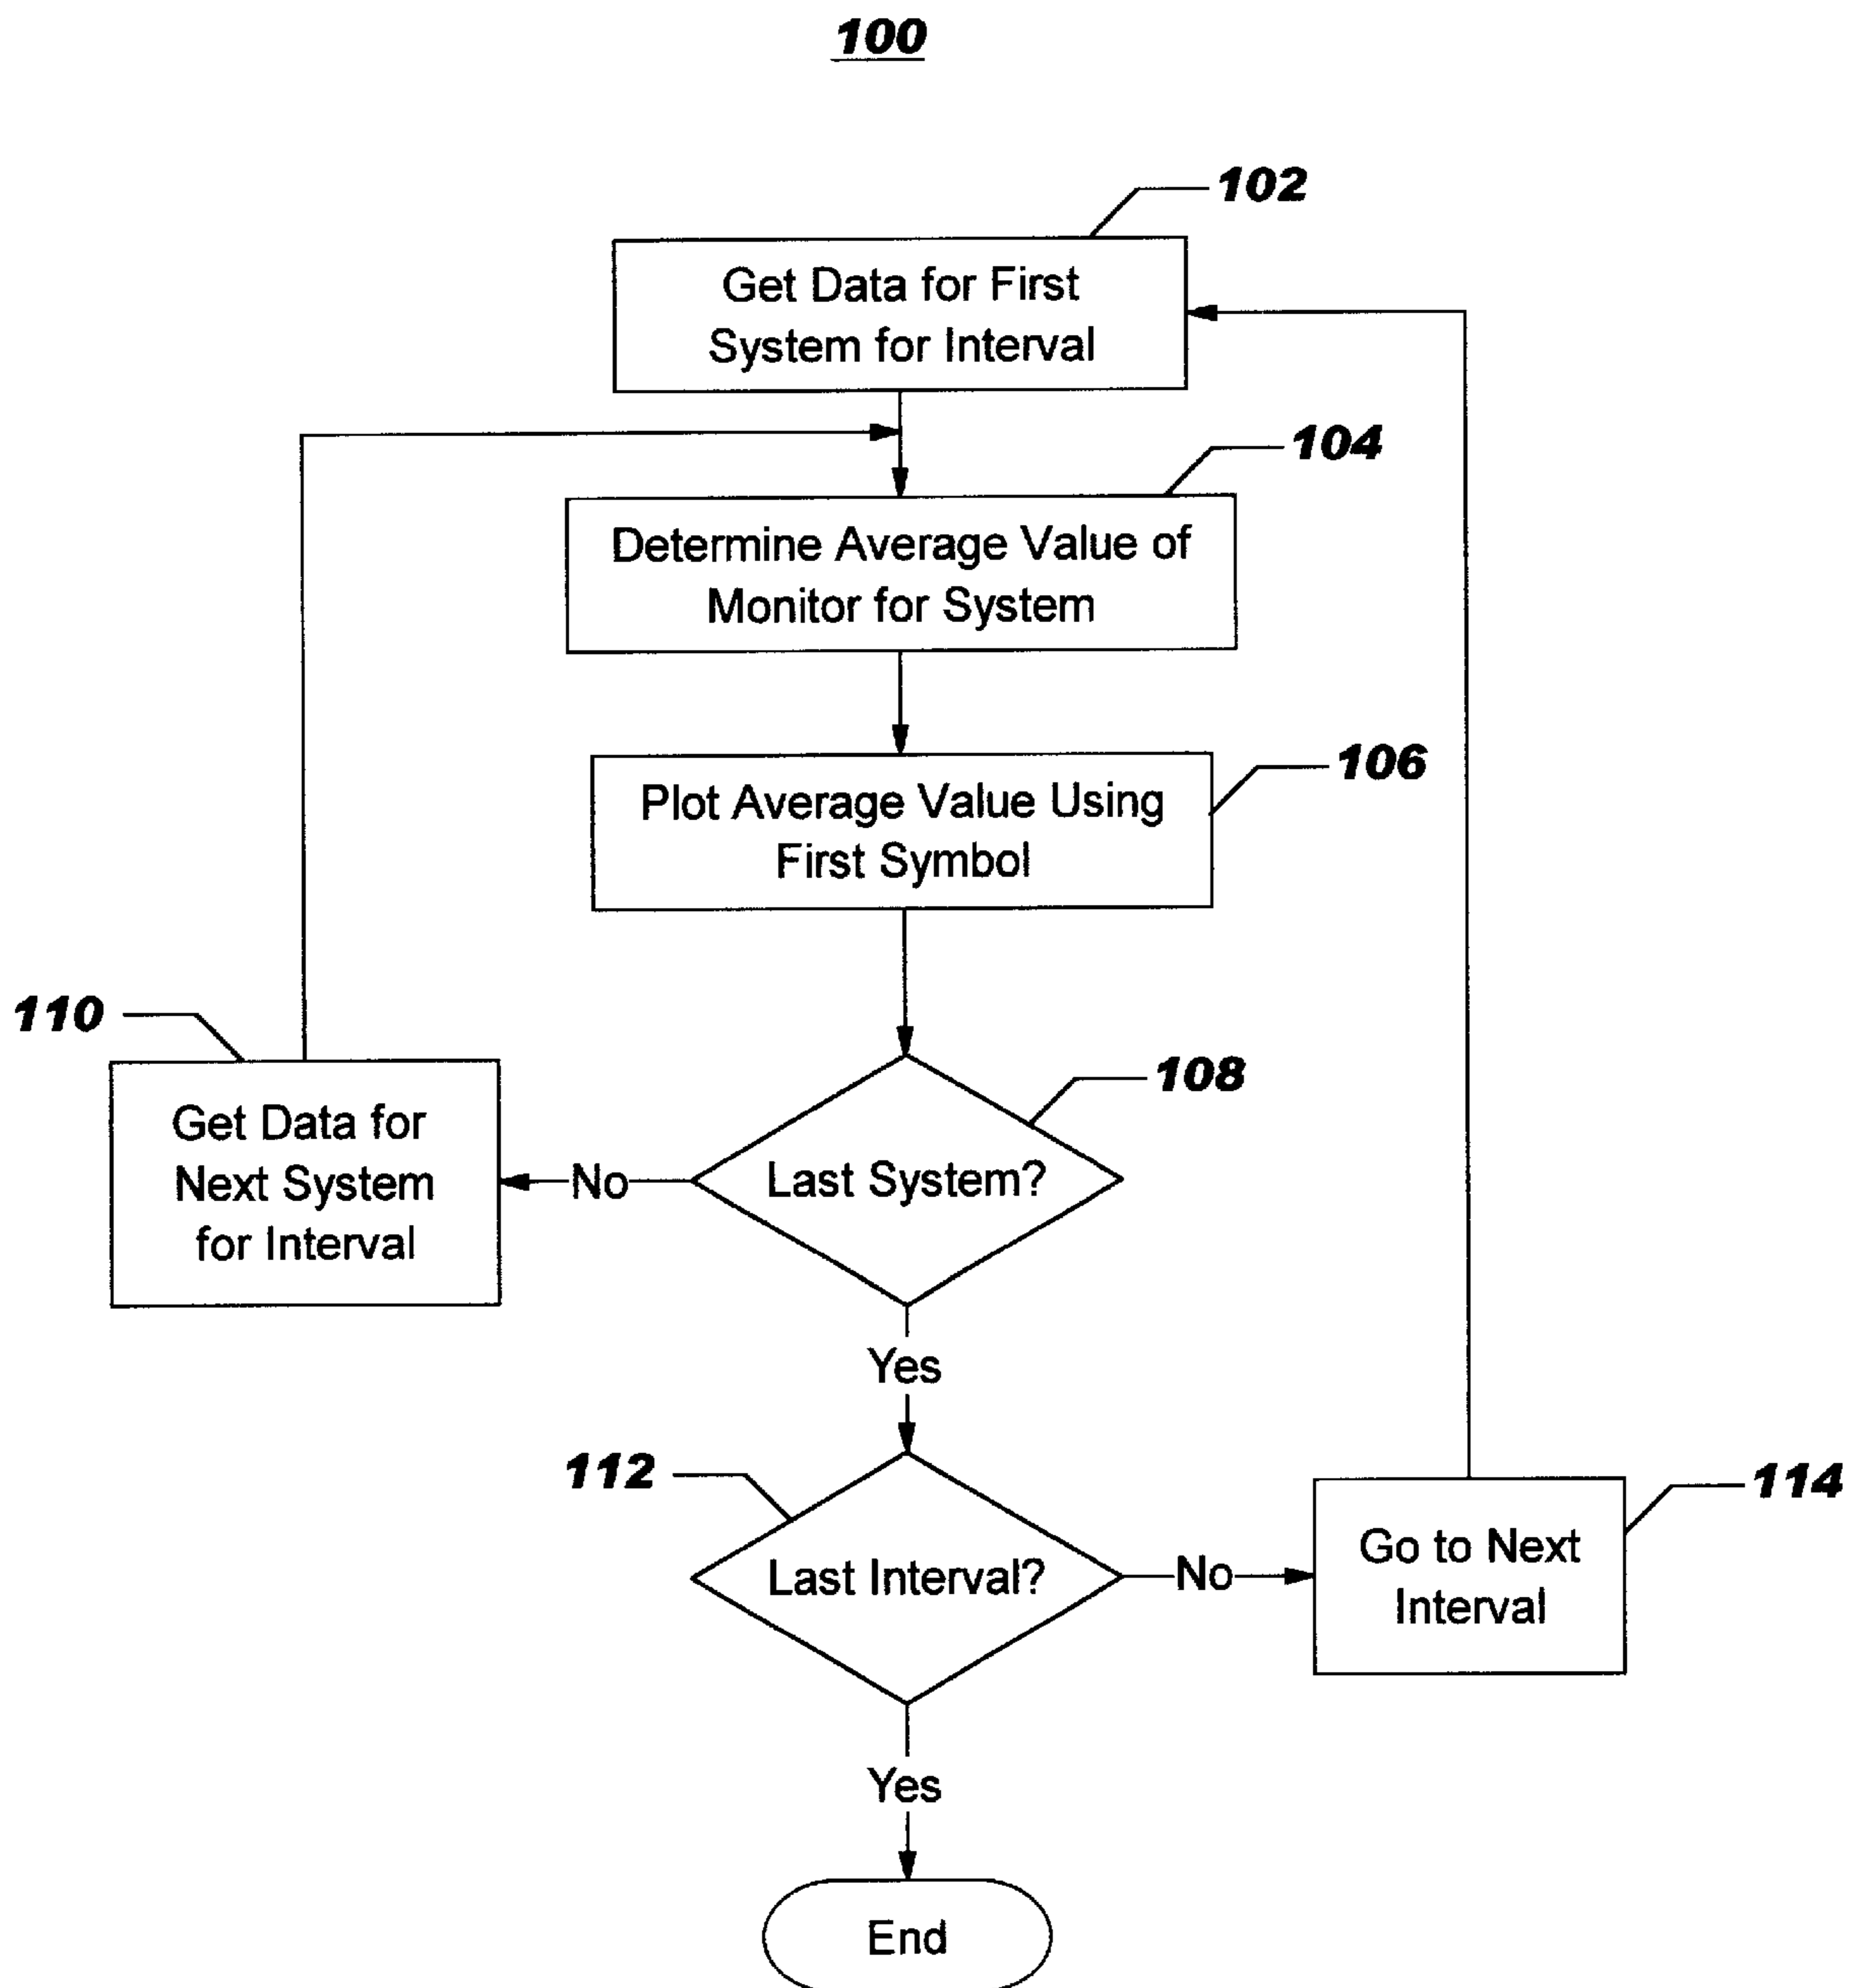 100
102
Get Data for First
System for Interval
104
Determine Average Value of
Monitor for System
106
Plot Average Value Using
First Symbol
110
Get Data for
Next System
for Interval
108
Last System?
No
Yes
112
Last Interval?
No
114
Go to Next
Interval
Yes
End